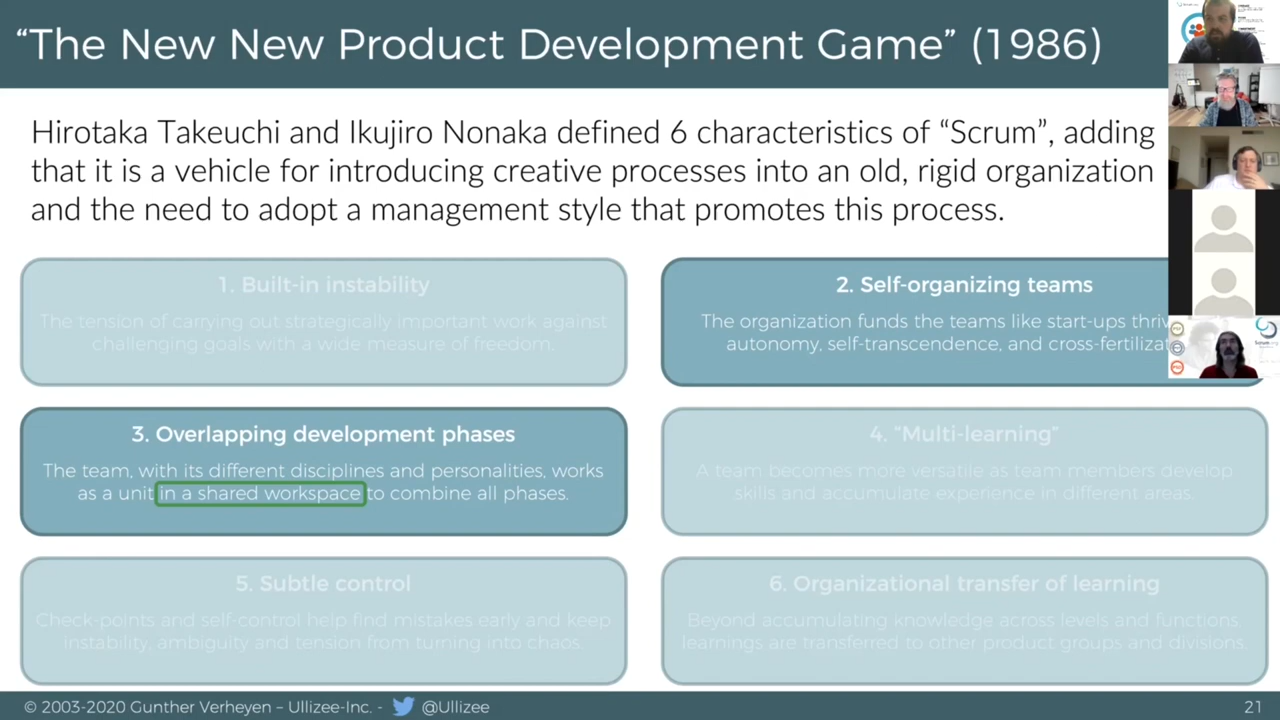 “The New New Product Development Game” (1986)
Hirotaka Takeuchi and Ikujiro Nonaka defined 6 characteristics of “Scrum”, adding
that it is a vehicle for introducing creative processes into an old, rigid organization
and the need to adopt a management style that promotes this process.
1. Built-in instability
The tension of carrying out strategically important work against
challenging goals with a wide measure of freedom.
2. Self-organizing teams
The organization funds the teams like start-ups
autonomy, self-transcendence, and
3. Overlapping development phases
The team, with its different disciplines and personalities, works
as a unit in a shared workspace to combine all phases.
4. "Multi-learning"
A team becomes more versatile as team members develop
skills and accumulate experience in different areas.
5. Subtle control
Check-points and self-control help find mistakes early and keep
instability, ambiguity and tension from turning into chaos.
6. Organizational transfer of learning
Beyond accumulating knowledge across levels and functions
learnings are transferred to other product groups and divisions.
© 2003-2020 Gunther Verheyen – Ullizee-Inc. - @Ullizee
21